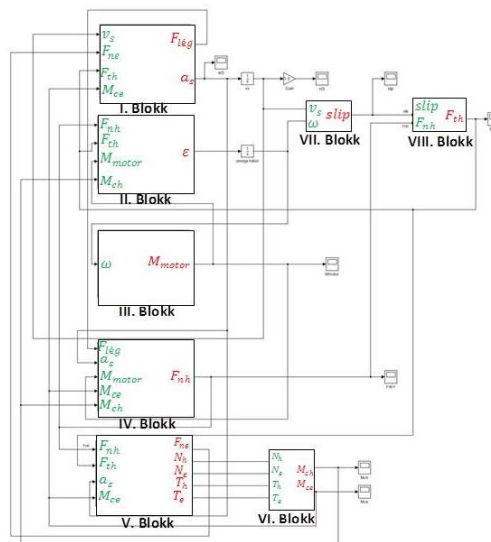 v_s
F_ne
F_th
M_ce
F_lég
a_s
I. Blokk
Gain
F_nh
F_th
M_motor
M_ch
ε
II. Blokk
v_s
ω
slip
VII. Blokk
slip
F_nh
F_th
VIII. Blokk
ω
M_motor
III. Blokk
F_lég
a_s
M_motor
M_ce
M_ch
F_nh
IV. Blokk
F_nh
F_th
a_s
M_ce
F_ne
N_h
N_e
T_h
T_e
V. Blokk
N_h
N_e
T_h
T_e
M_ch
M_ce
VI. Blokk